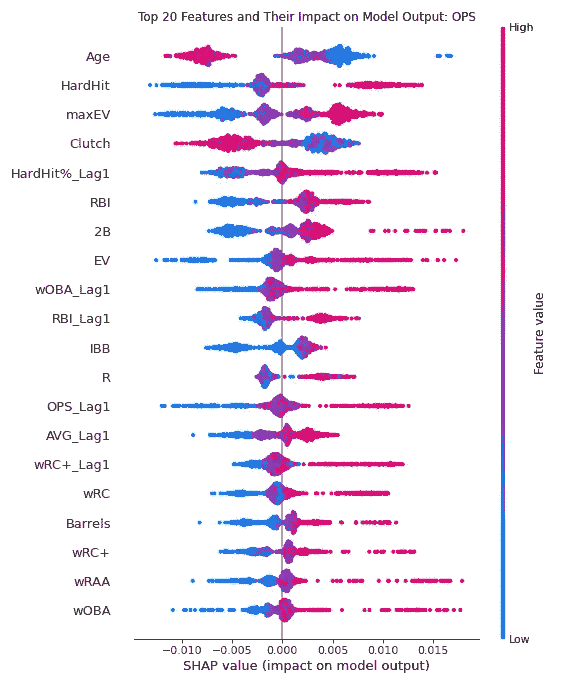 Top 20 Features and Their Impact on Model Output: OPS
High
Age
HardHit
maxEV
Clutch
HardHit%_Lag1
RBI
2B
EV
wOBA_Lag1
RBI_Lag1
IBB
R
OPS_Lag1
AVG_Lag1
wRC+_Lag1
wRC
Barrels
wRC+
wRAA
wOBA
Feature value
Low
−0.010 −0.005 0.000 0.005 0.010 0.015
SHAP value (impact on model output)